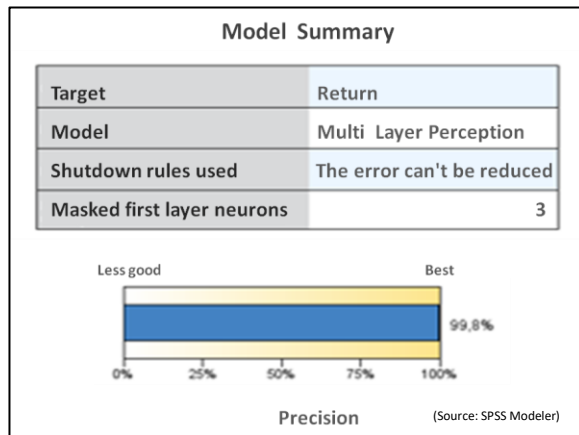 Model Summary
Target Return
Model Multi Layer Perception
Shutdown rules used The error can't be reduced
Masked first layer neurons 3
Less good Best
99,8%
0% 25% 50% 75% 100%
Precision (Source: SPSS Modeler)